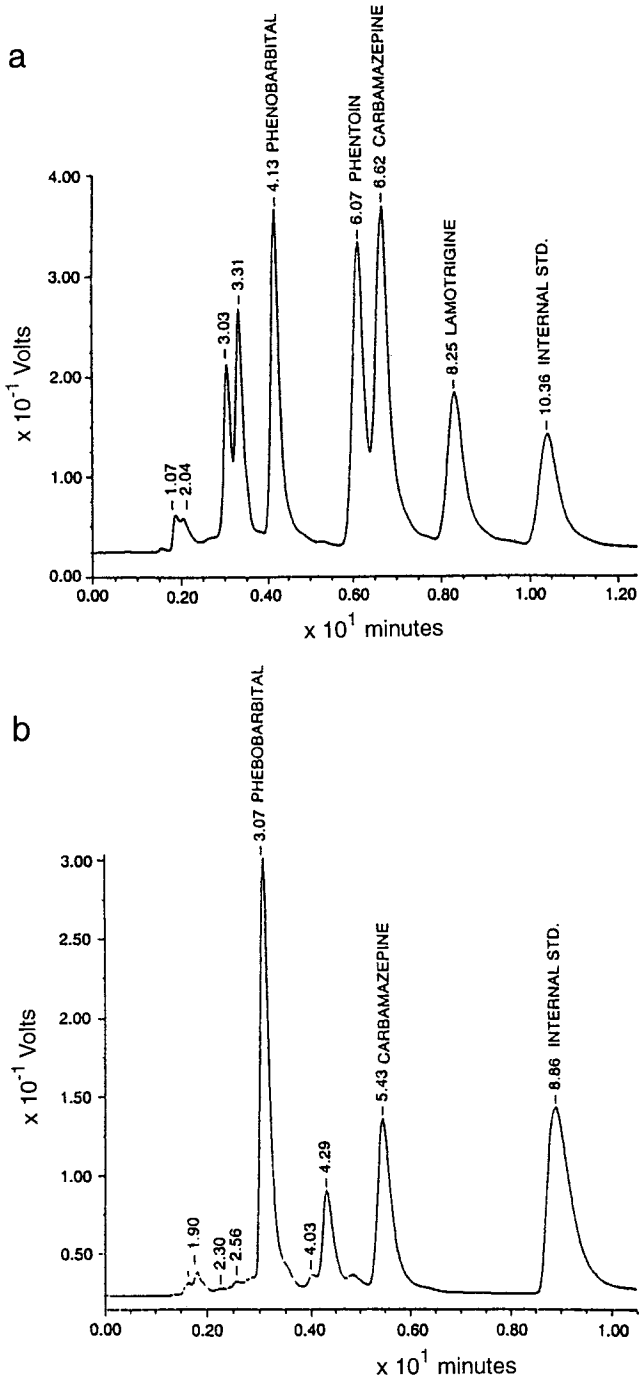 a
4.13 PHENOBARBITAL
6.07 PHENTOIN
6.62 CARBAMAZEPINE
4.00
3.31
3.03
3.00
8.25 LAMOTRIGINE
10.36 INTERNAL STD.
2.00
1.07
2.04
1.00
0.00
x 10⁻¹ Volts
0.00 0.20 0.40 0.60 0.80 1.00 1.20
x 10¹ minutes
b
3.07 PHEBOBARBITAL
3.00
2.50
2.00
5.43 CARBAMAZEPINE
8.86 INTERNAL STD.
1.50
4.29
1.00
1.90
2.30
2.56
4.03
0.50
x 10⁻¹ Volts
0.00 0.20 0.40 0.60 0.80 1.00
x 10¹ minutes